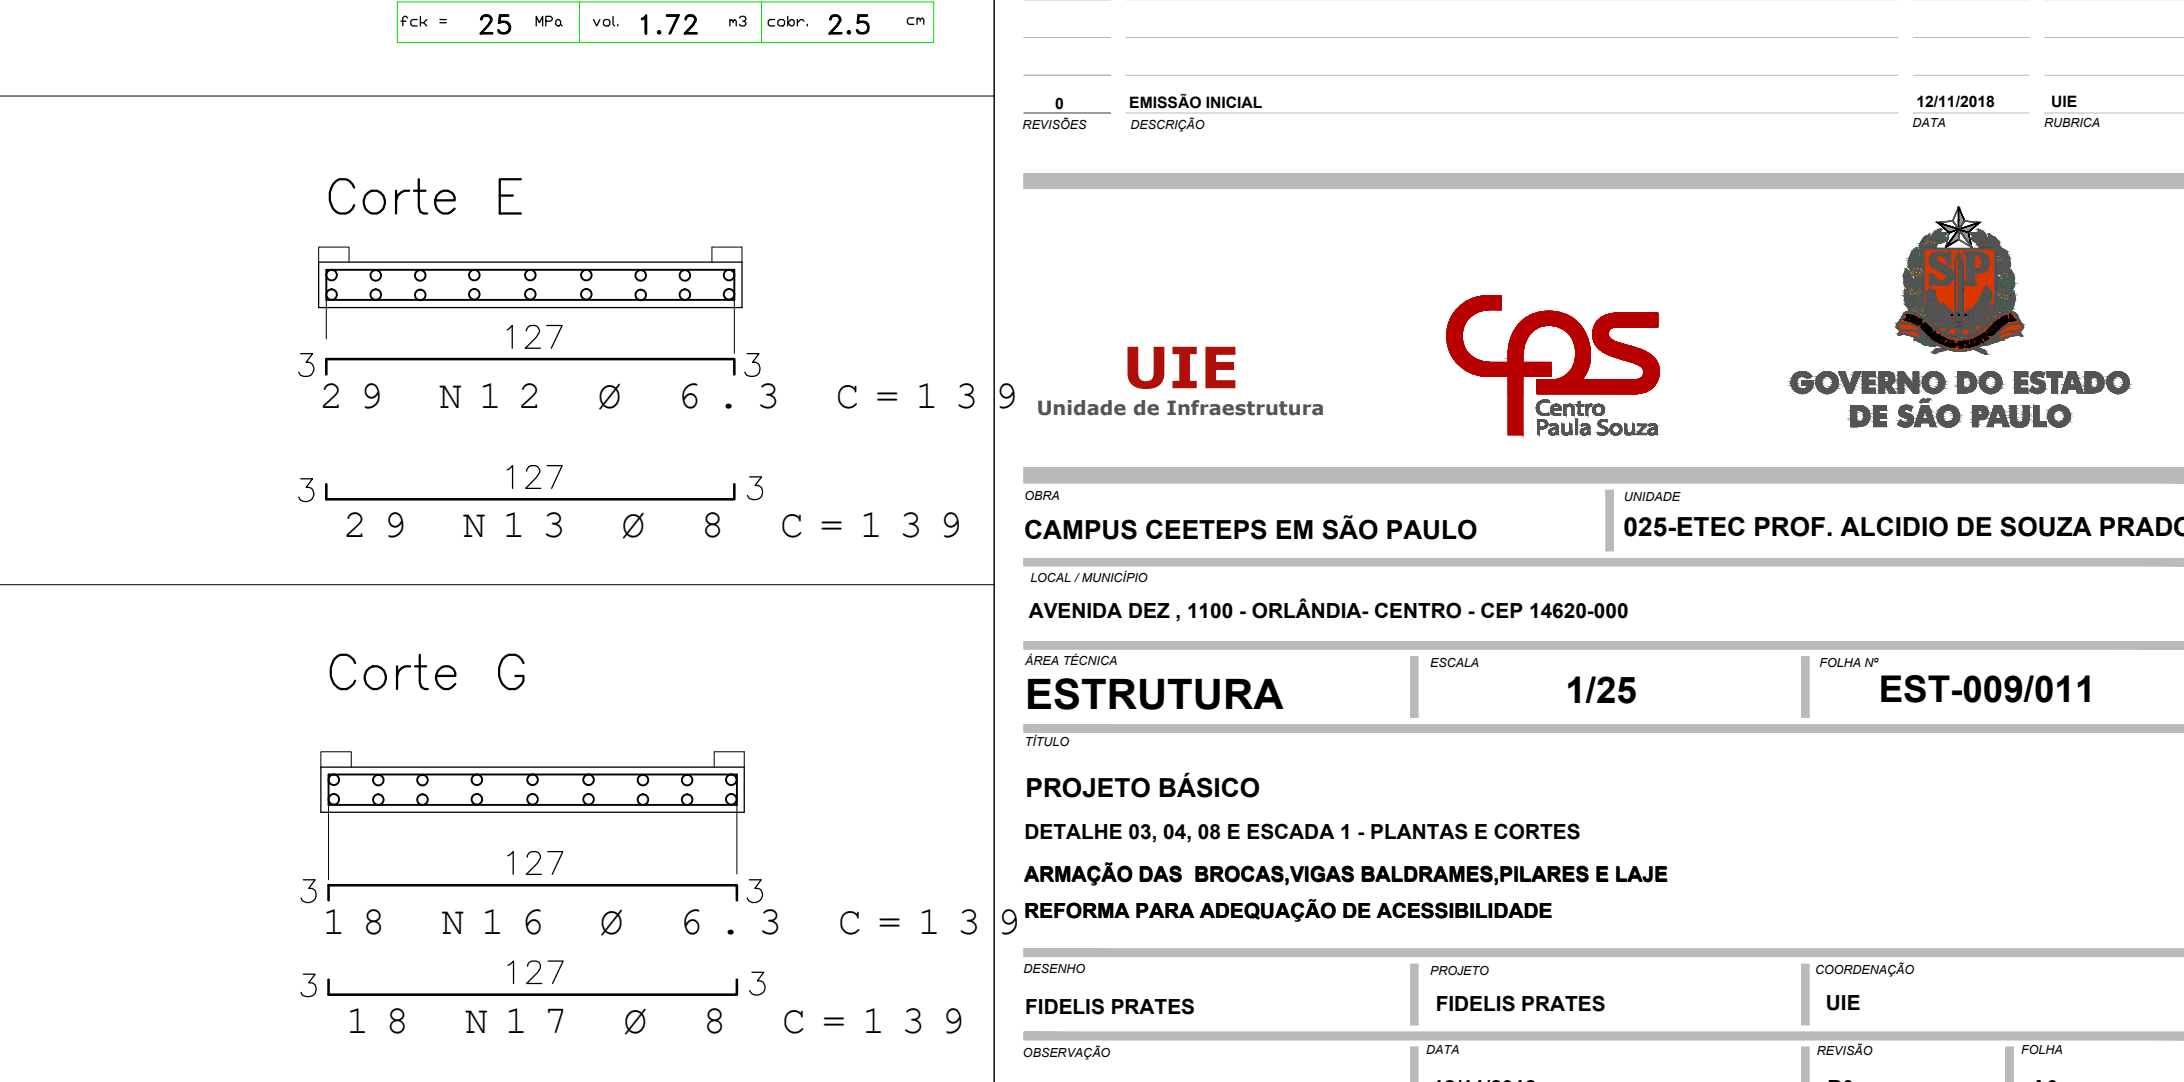 fck = 25 MPa vol. 1.72 m3 cobr. 2.5 cm
Corte E
127
3 3
29 N12 Ø 6.3 C=139
127
3 3
29 N13 Ø 8 C=139
Corte G
127
3 3
18 N16 Ø 6.3 C=139
127
3 3
18 N17 Ø 8 C=139
0 EMISSÃO INICIAL 12/11/2018 UIE
REVISÕES DESCRIÇÃO DATA RUBRICA
UIE
Unidade de Infraestrutura
CPS
Centro
Paula Souza
SP
GOVERNO DO ESTADO
DE SÃO PAULO
OBRA UNIDADE
CAMPUS CEETEPS EM SÃO PAULO 025-ETEC PROF. ALCIDIO DE SOUZA PRADO
LOCAL / MUNICÍPIO
AVENIDA DEZ , 1100 - ORLÂNDIA- CENTRO - CEP 14620-000
ÁREA TÉCNICA ESCALA FOLHA Nº
ESTRUTURA 1/25 EST-009/011
TÍTULO
PROJETO BÁSICO
DETALHE 03, 04, 08 E ESCADA 1 - PLANTAS E CORTES
ARMAÇÃO DAS BROCAS,VIGAS BALDRAMES,PILARES E LAJE
REFORMA PARA ADEQUAÇÃO DE ACESSIBILIDADE
DESENHO PROJETO COORDENAÇÃO
FIDELIS PRATES FIDELIS PRATES UIE
OBSERVAÇÃO DATA REVISÃO FOLHA